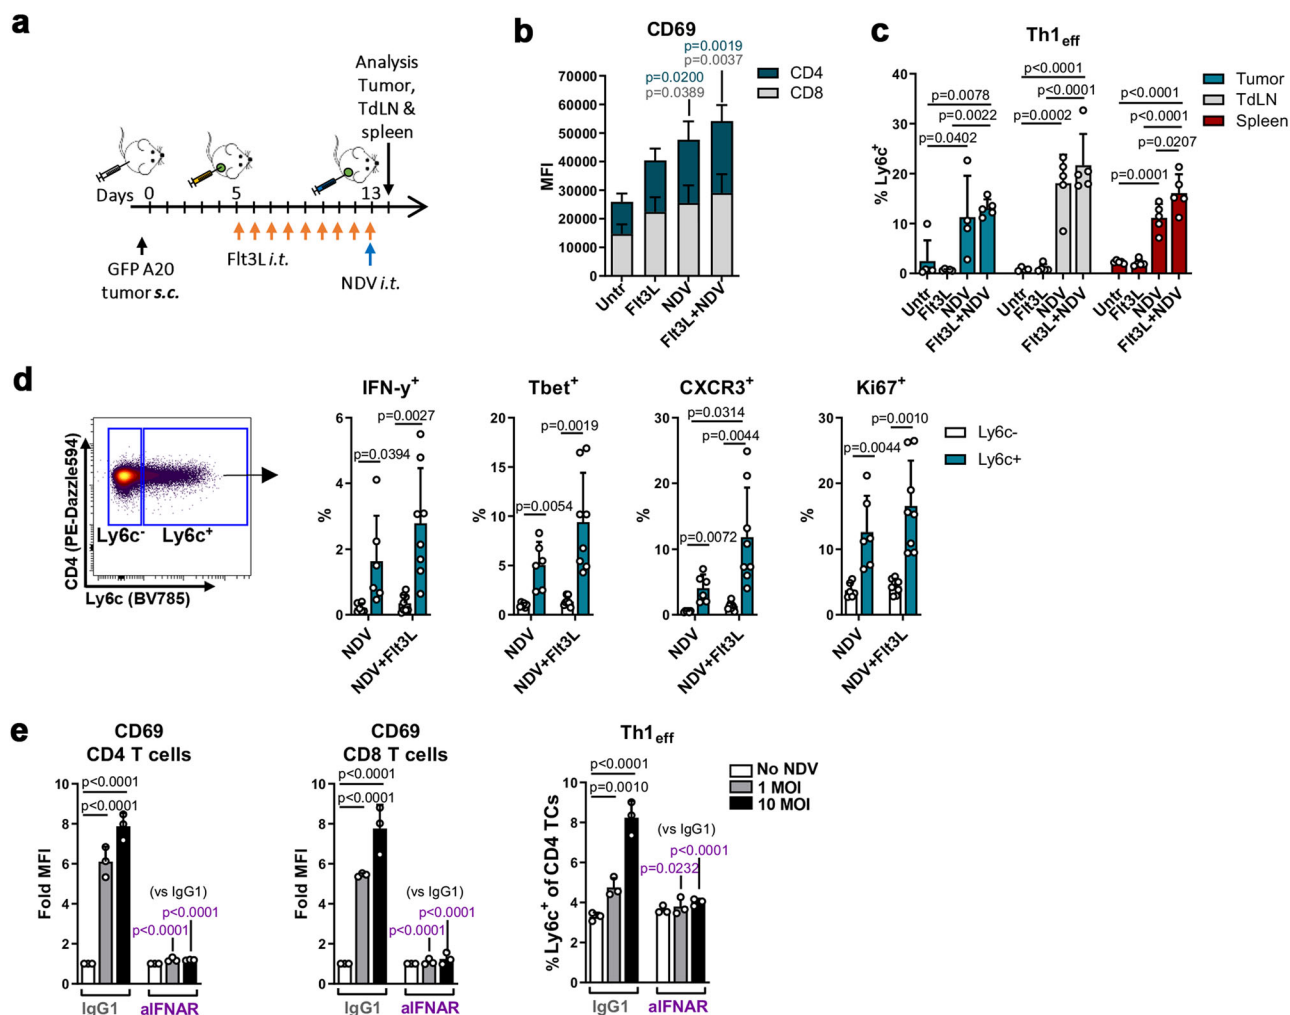 a
Analysis
Tumor,
TdLN &
spleen
Days 0 5 13
GFP A20
tumor s.c.
Flt3L i.t.
NDV i.t.
b
CD69
p=0.0019
p=0.0037
p=0.0200
p=0.0389
CD4
CD8
MFI
70000
60000
50000
40000
30000
20000
10000
0
Untr
Flt3L
NDV
Flt3L+NDV
c
Th1eff
p<0.0001
p=0.0078
p<0.0001
p=0.0022
p=0.0002
p=0.0402
p<0.0001
p<0.0001
p=0.0207
p=0.0001
Tumor
TdLN
Spleen
% Ly6c+
40
30
20
10
0
Untr
Flt3L
NDV
Flt3L+NDV
Untr
Flt3L
NDV
Flt3L+NDV
Untr
Flt3L
NDV
Flt3L+NDV
d
CD4 (PE-Dazzle594)
Ly6c- Ly6c+
Ly6c (BV785)
IFN-y+
p=0.0027
p=0.0394
%
6
4
2
0
NDV
NDV+Flt3L
Tbet+
p=0.0019
p=0.0054
%
20
15
10
5
0
NDV
NDV+Flt3L
CXCR3+
p=0.0314
p=0.0044
p=0.0072
%
30
20
10
0
NDV
NDV+Flt3L
Ki67+
p=0.0010
p=0.0044
%
30
20
10
0
NDV
NDV+Flt3L
Ly6c-
Ly6c+
e
CD69
CD4 T cells
p<0.0001
p<0.0001
(vs IgG1)
p<0.0001
p<0.0001
Fold MFI
10
8
6
4
2
0
IgG1
aIFNAR
CD69
CD8 T cells
p<0.0001
p<0.0001
(vs IgG1)
p<0.0001
p<0.0001
Fold MFI
10
8
6
4
2
0
IgG1
aIFNAR
Th1eff
p<0.0001
p=0.0010
(vs IgG1)
p<0.0001
p=0.0232
% Ly6c+ of CD4 TCs
10
8
6
4
2
0
IgG1
aIFNAR
No NDV
1 MOI
10 MOI